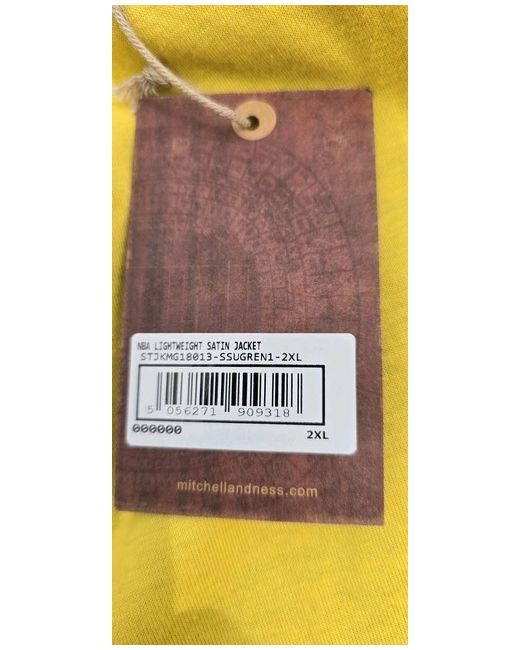 NBA LIGHTWEIGHT SATIN JACKET
STJKMG18013-SSUGREN1-2XL
5 056271 909318
000000 2XL
mitchellandness.com